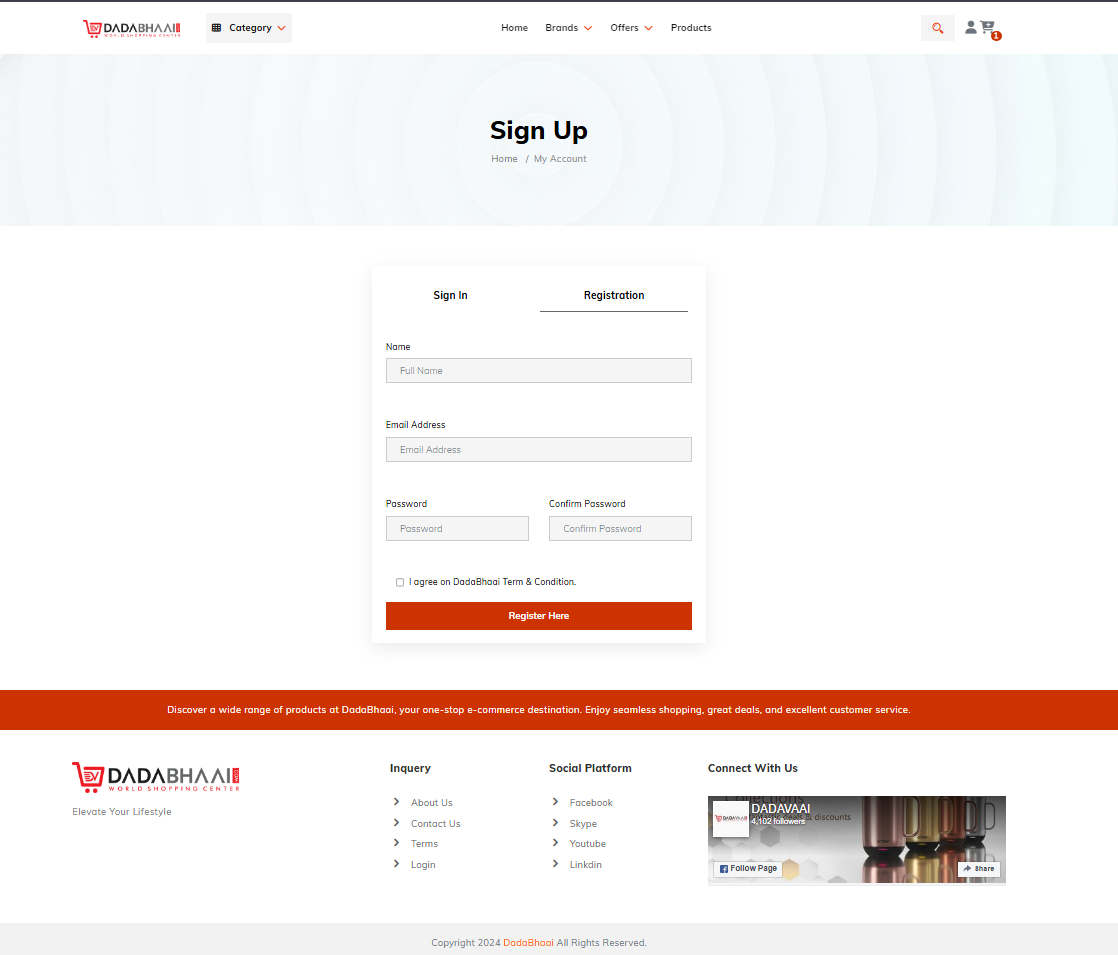 DADABHAAI
WORLD SHOPPING CENTER
Category
Home Brands Offers Products
1
Sign Up
Home / My Account
Sign In Registration
Name
Full Name
Email Address
Email Address
Password Confirm Password
Password Confirm Password
I agree on DadaBhaai Term & Condition.
Register Here
Discover a wide range of products at DadaBhaai, your one-stop e-commerce destination. Enjoy seamless shopping, great deals, and excellent customer service.
DADABHAAI
WORLD SHOPPING CENTER
Elevate Your Lifestyle
Inquery
About Us
Contact Us
Terms
Login
Social Platform
Facebook
Skype
Youtube
Linkdin
Connect With Us
Collections
DADAVAAI
deals & discounts
4,102 followers
Follow Page
Share
Copyright 2024 DadaBhaai All Rights Reserved.